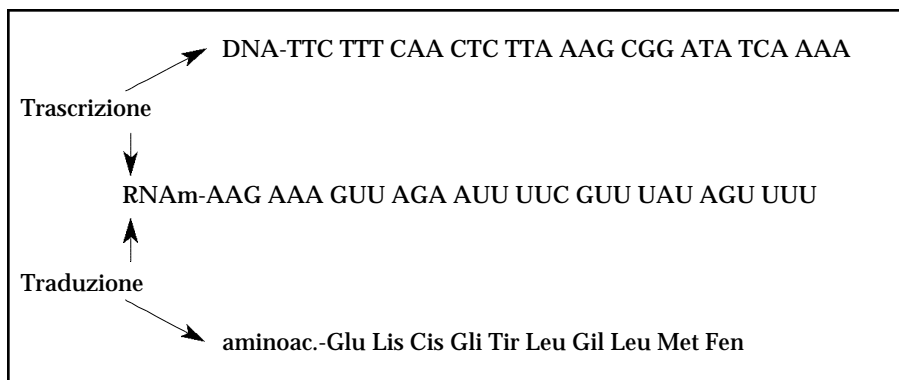 DNA-TTC TTT CAA CTC TTA AAG CGG ATA TCA AAA
Trascrizione
RNAm-AAG AAA GUU AGA AUU UUC GUU UAU AGU UUU
Traduzione
aminoac.-Glu Lis Cis Gli Tir Leu Gil Leu Met Fen